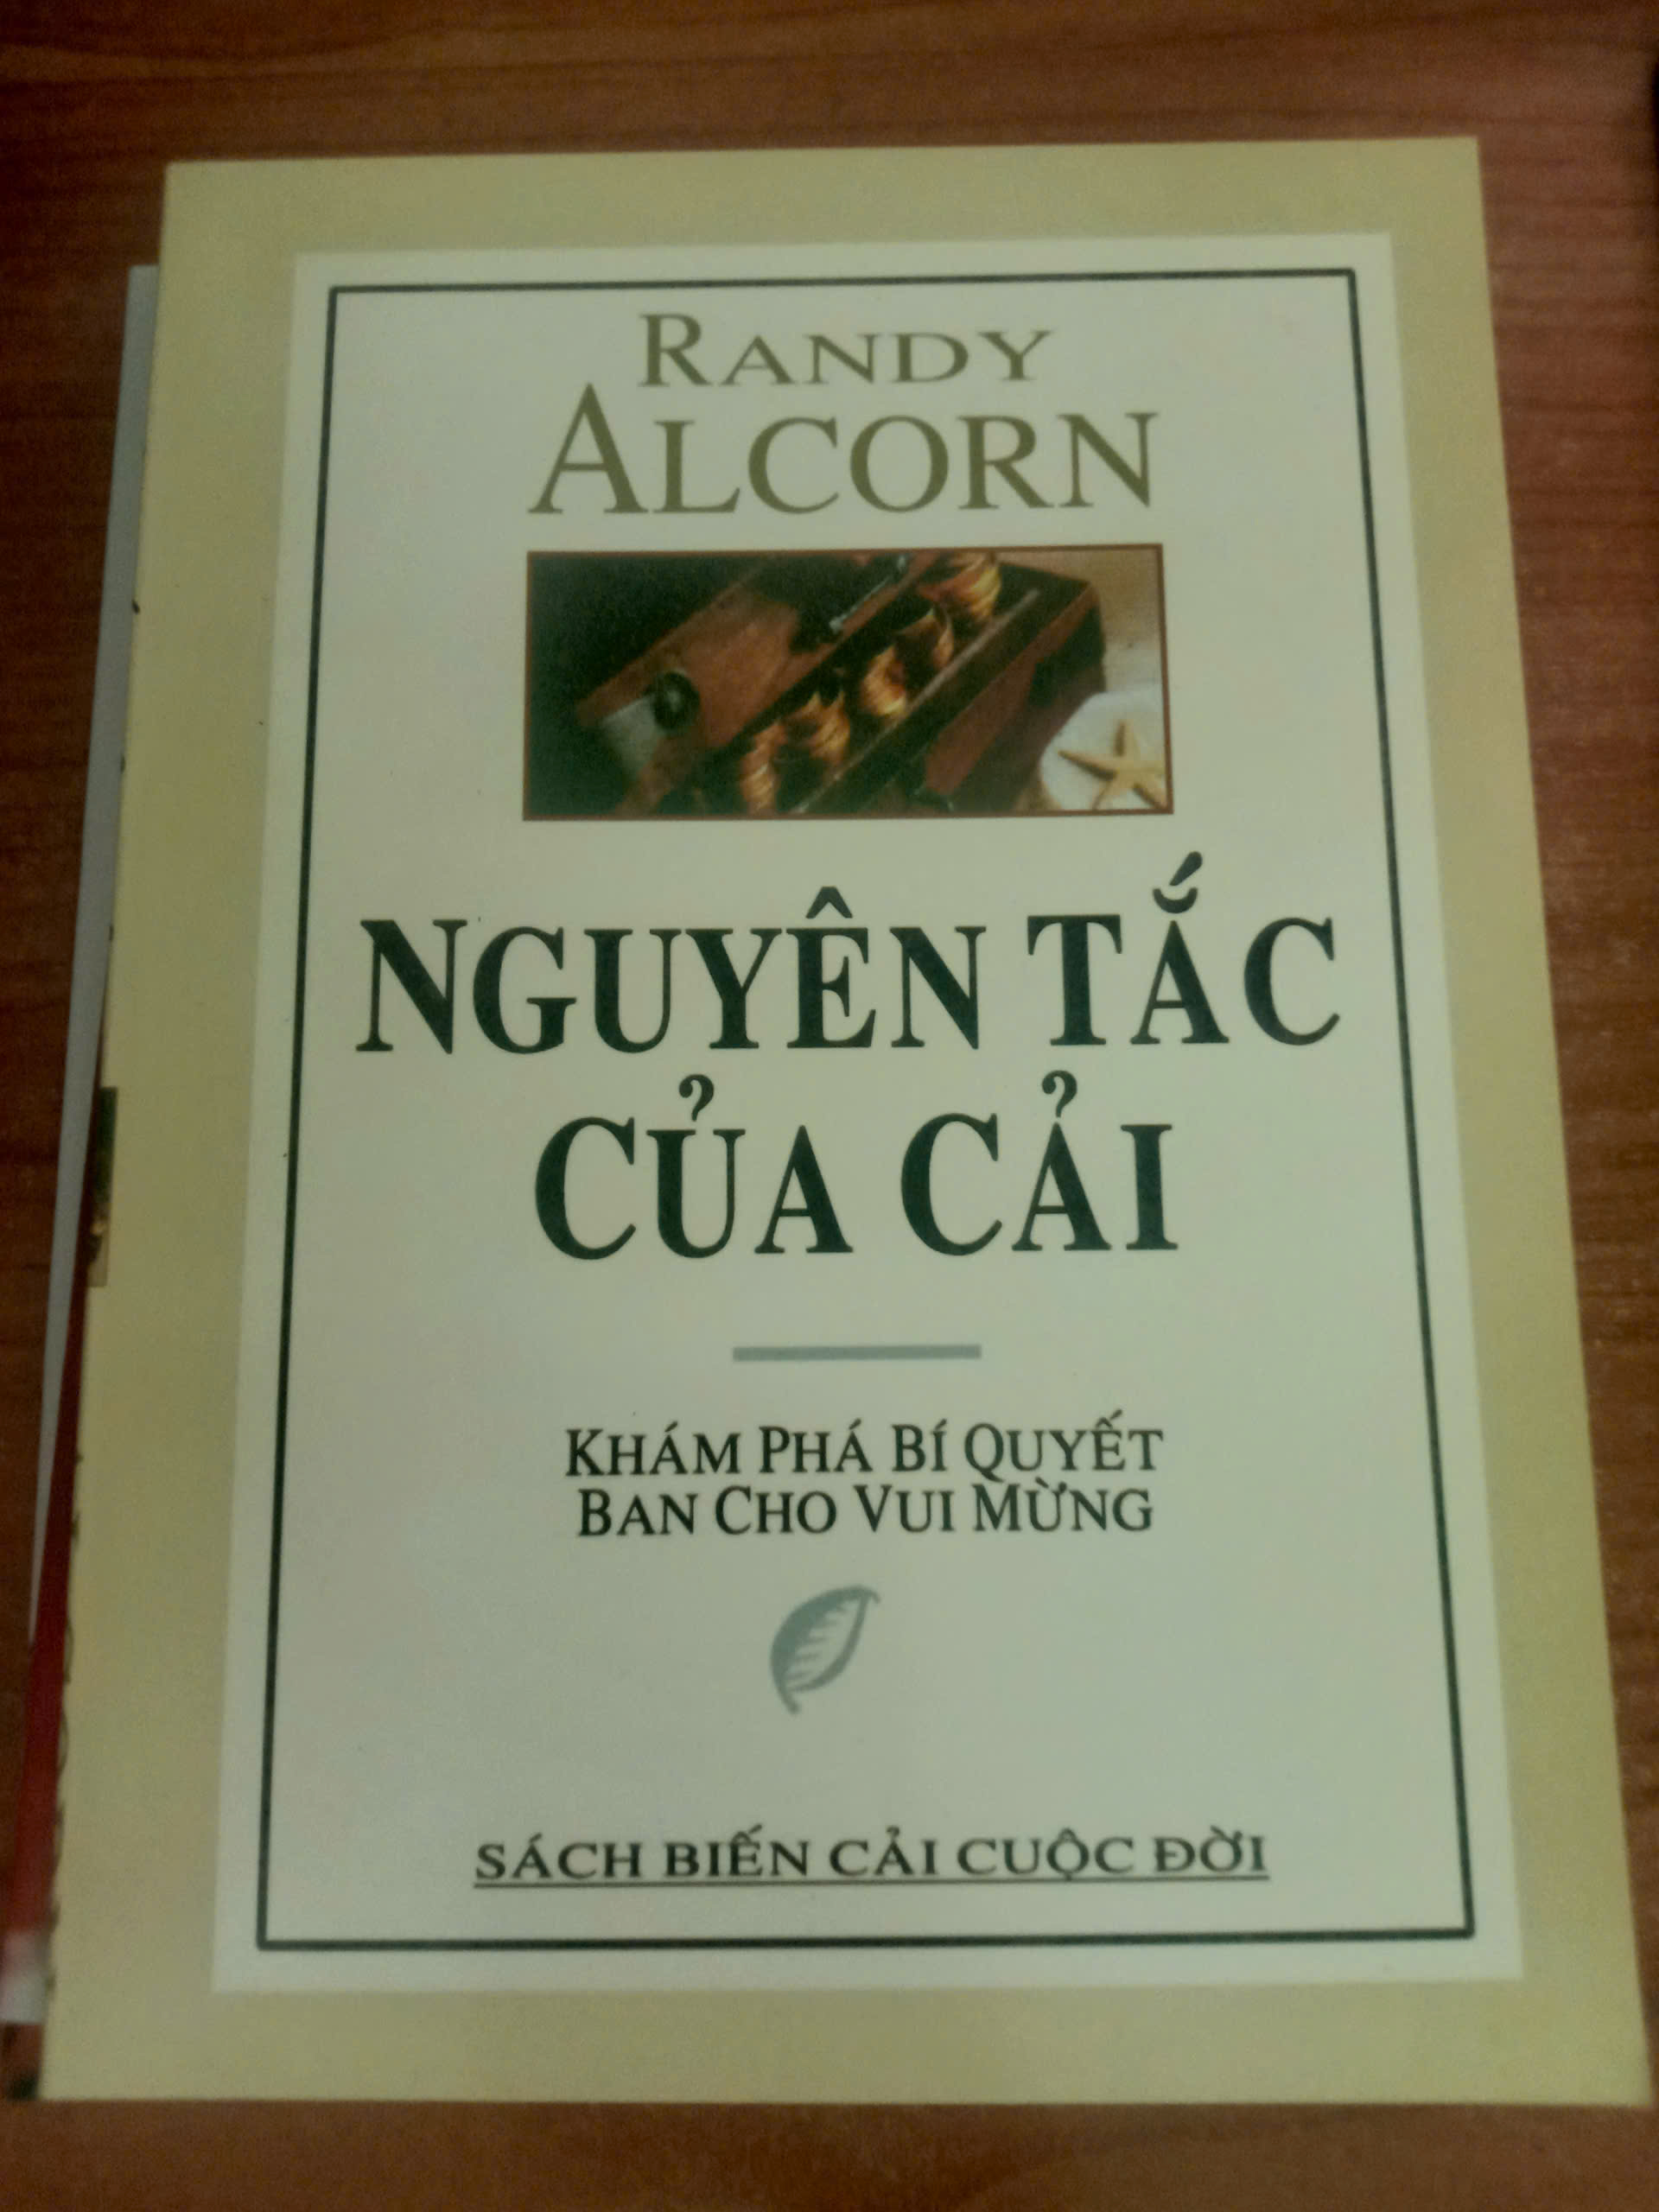 RANDY
ALCORN
NGUYÊN TẮC
CỦA CẢI
KHÁM PHÁ BÍ QUYẾT
BAN CHO VUI MỪNG
SÁCH BIẾN CẢI CUỘC ĐỜI